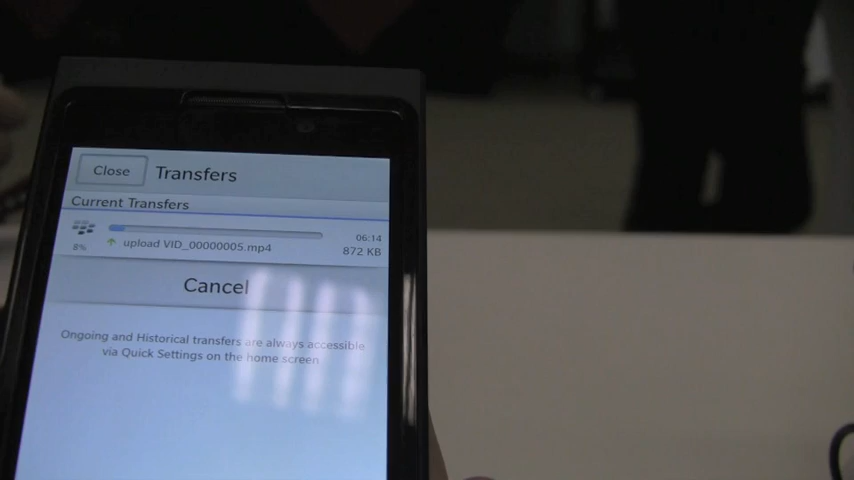 Close Transfers
Current Transfers
06:14
8% upload VID_00000005.mp4 872 KB
Cancel
Ongoing and Historical transfers are always accessible
via Quick Settings on the home screen